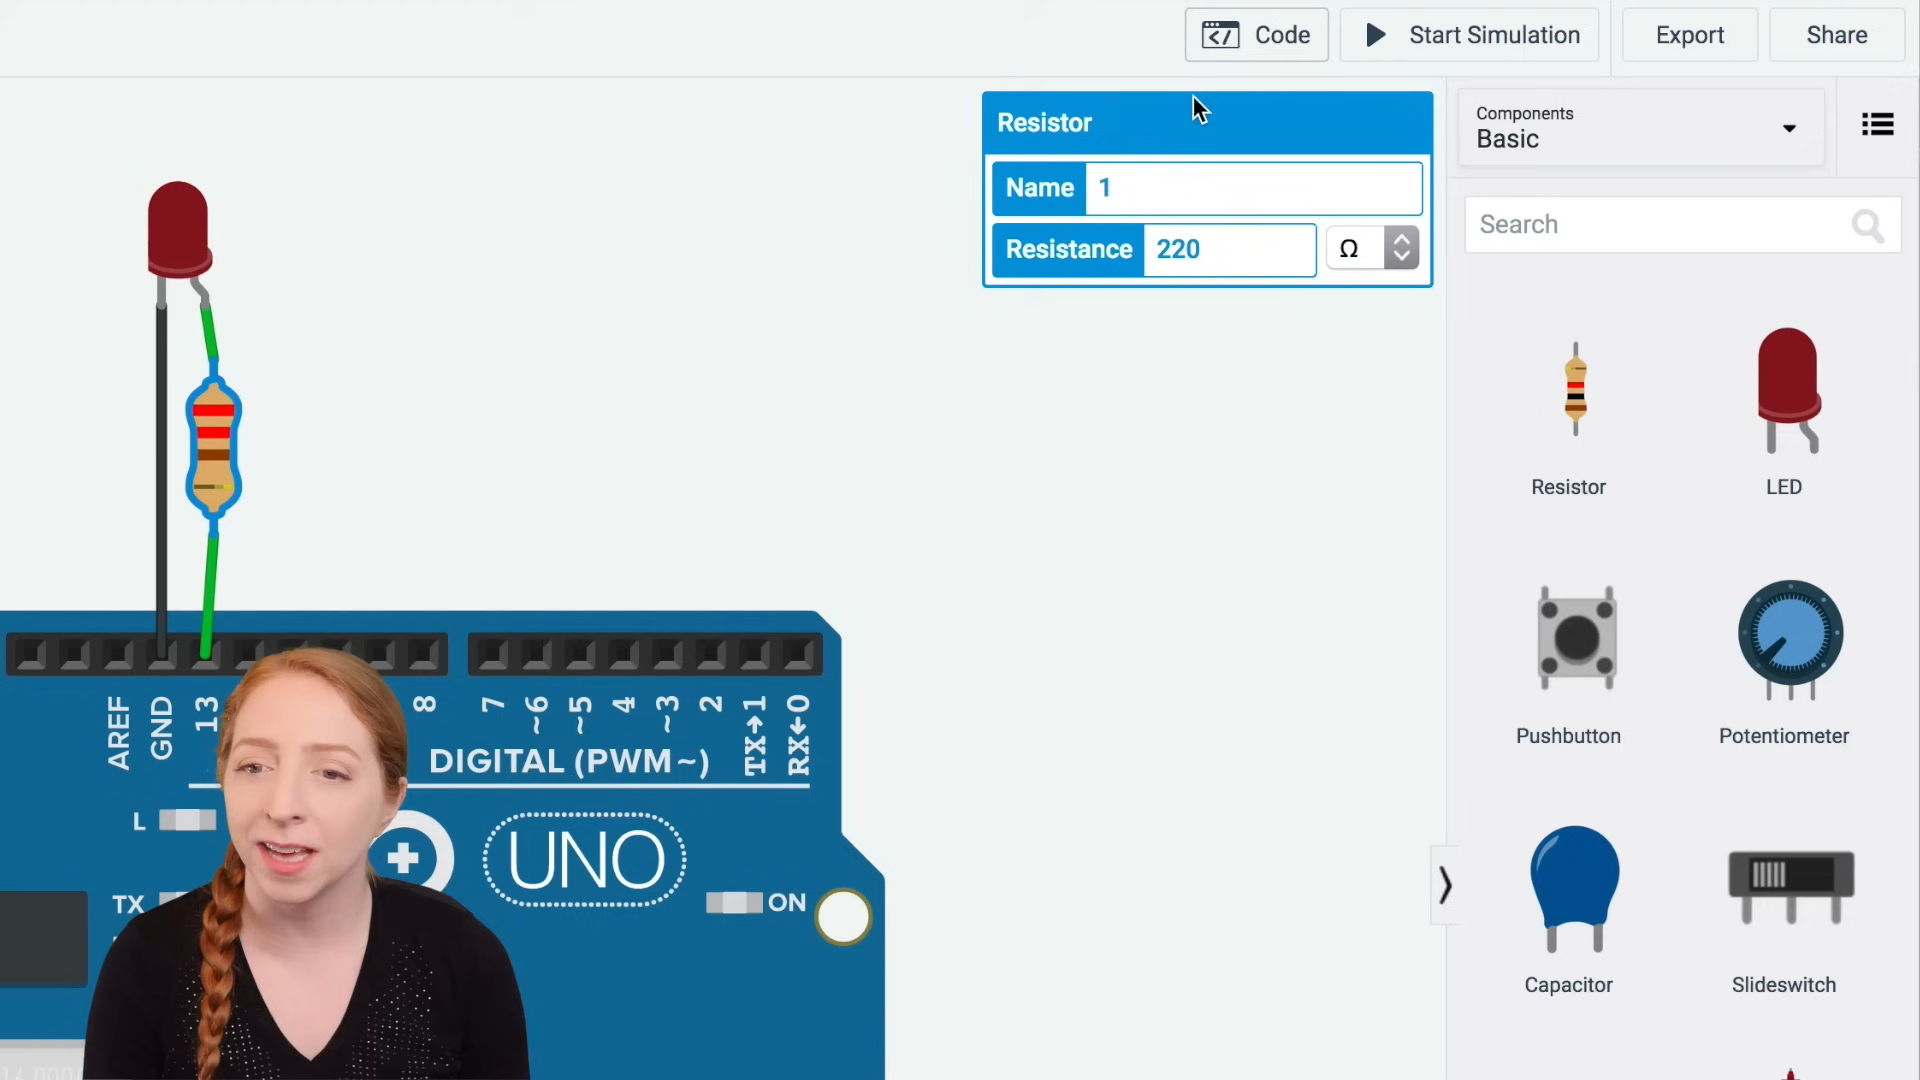 Code
Start Simulation
Export
Share
Resistor
Name 1
Resistance 220 Ω
Components
Basic
Search
Resistor
LED
Pushbutton
Potentiometer
Capacitor
Slideswitch
AREF
GND
13
8
7
~6
~5
4
~3
2
TX→1
RX←0
DIGITAL (PWM~)
L
TX
UNO
ON